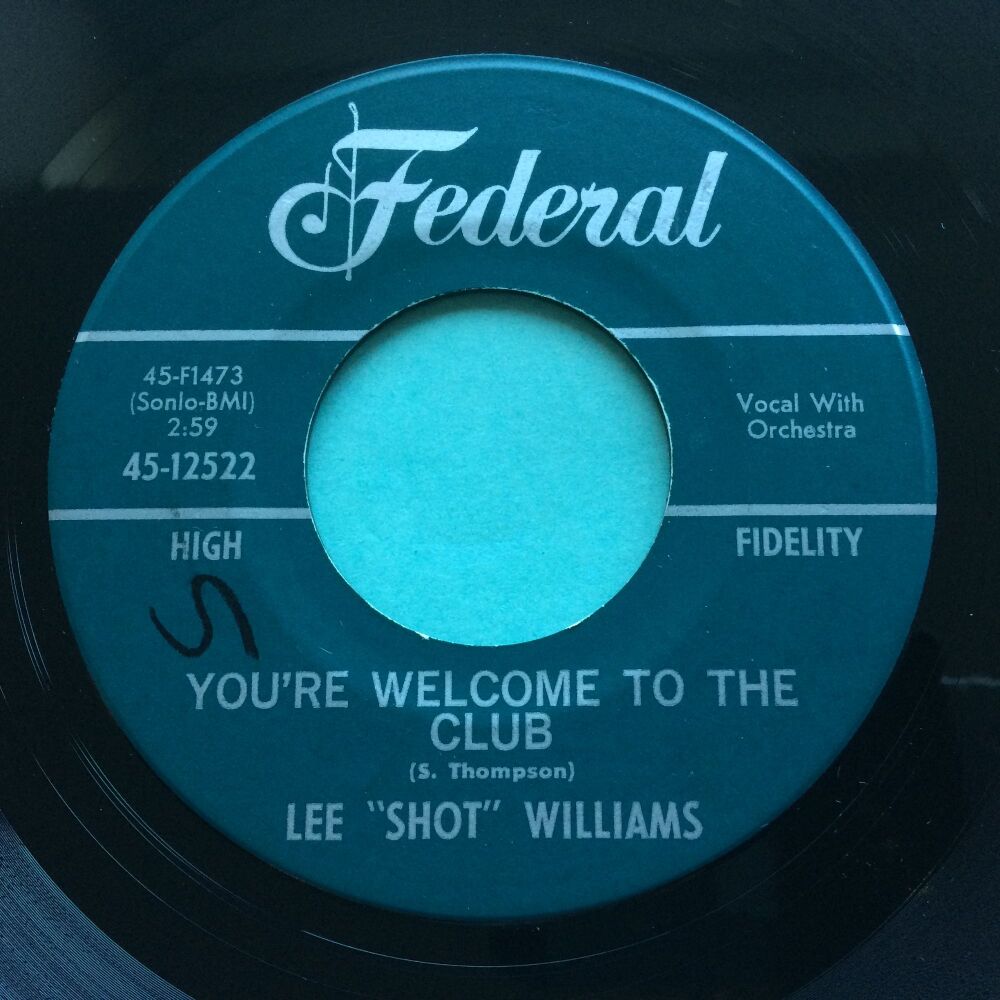 Federal
45-F1473
(Sonlo-BMI)
2:59
45-12522
Vocal With
Orchestra
HIGH
FIDELITY
S
YOU'RE WELCOME TO THE
CLUB
(S. Thompson)
LEE "SHOT" WILLIAMS